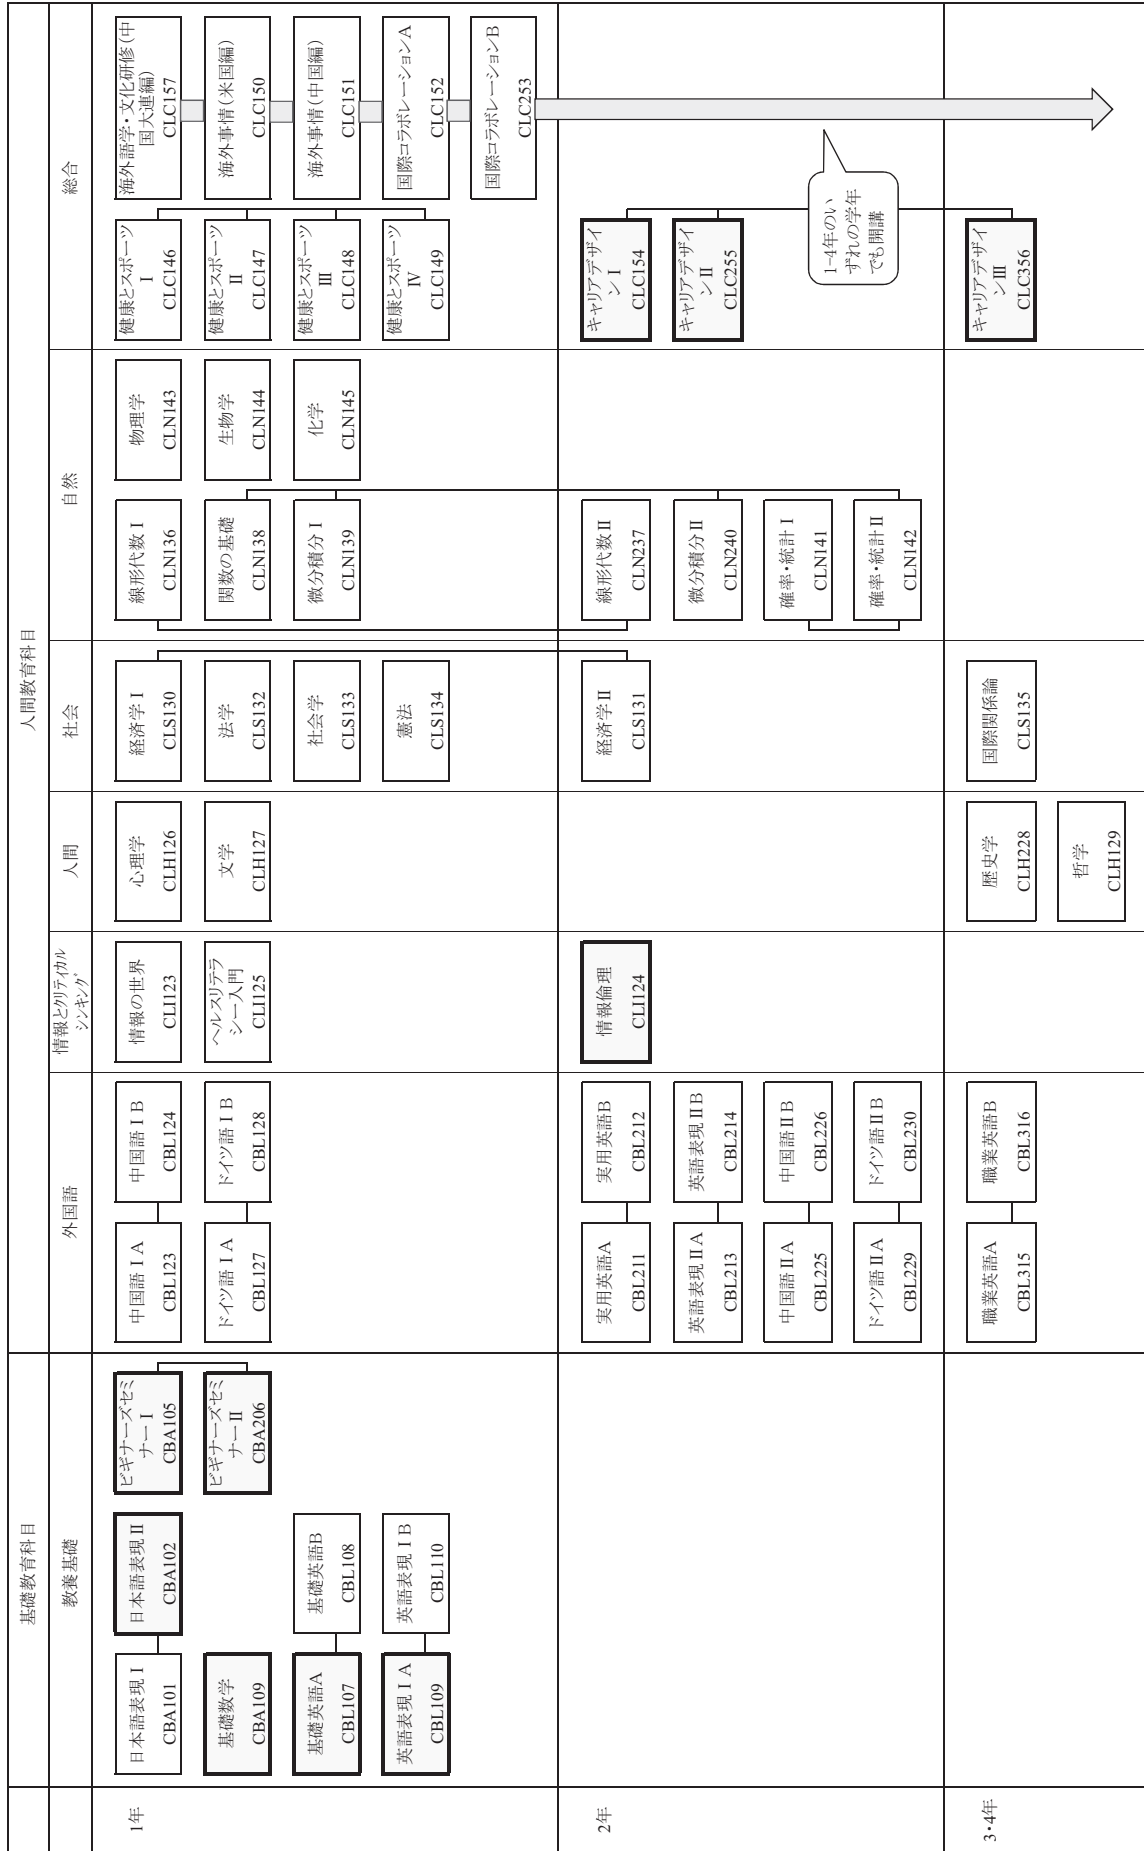 基礎教育科目
人間教育科目
教養基礎
外国語
情報とクリティカル
シンキング
人間
社会
自然
総合
1年
日本語表現Ⅰ
CBA101
日本語表現Ⅱ
CBA102
ビギナーズセミ
ナーⅠ
CBA105
基礎数学
CBA109
ビギナーズセミ
ナーⅡ
CBA206
基礎英語A
CBL107
基礎英語B
CBL108
英語表現ⅠA
CBL109
英語表現ⅠB
CBL110
中国語ⅠA
CBL123
中国語ⅠB
CBL124
ドイツ語ⅠA
CBL127
ドイツ語ⅠB
CBL128
情報の世界
CLI123
ヘルスリテラ
シー入門
CLI125
心理学
CLH126
文学
CLH127
経済学Ⅰ
CLS130
法学
CLS132
社会学
CLS133
憲法
CLS134
線形代数Ⅰ
CLN136
関数の基礎
CLN138
微分積分Ⅰ
CLN139
物理学
CLN143
生物学
CLN144
化学
CLN145
健康とスポーツ
Ⅰ
CLC146
健康とスポーツ
Ⅱ
CLC147
健康とスポーツ
Ⅲ
CLC148
健康とスポーツ
Ⅳ
CLC149
海外語学・文化研修(中
国大連編)
CLC157
海外事情(米国編)
CLC150
海外事情(中国編)
CLC151
国際コラボレーションA
CLC152
国際コラボレーションB
CLC253
2年
実用英語A
CBL211
実用英語B
CBL212
英語表現ⅡA
CBL213
英語表現ⅡB
CBL214
中国語ⅡA
CBL225
中国語ⅡB
CBL226
ドイツ語ⅡA
CBL229
ドイツ語ⅡB
CBL230
情報倫理
CLI124
経済学Ⅱ
CLS131
線形代数Ⅱ
CLN237
微分積分Ⅱ
CLN240
確率・統計Ⅰ
CLN141
確率・統計Ⅱ
CLN142
キャリアデザイ
ンⅠ
CLC154
キャリアデザイ
ンⅡ
CLC255
1-4年のい
ずれの学年
でも開講
3・4年
職業英語A
CBL315
職業英語B
CBL316
歴史学
CLH228
哲学
CLH129
国際関係論
CLS135
キャリアデザイ
ンⅢ
CLC356